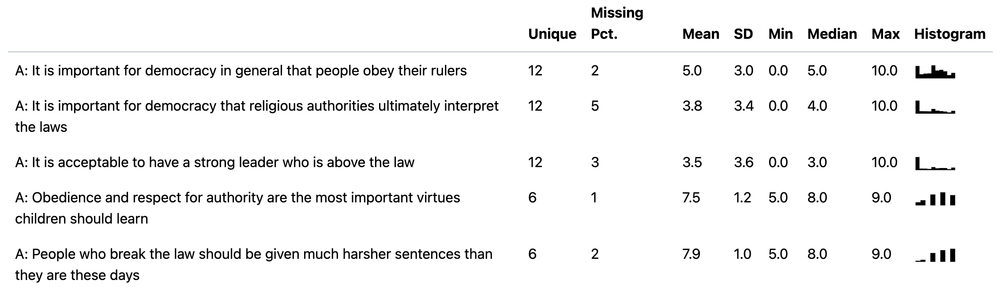 Missing
Unique Pct. Mean SD Min Median Max Histogram
A: It is important for democracy in general that people obey their rulers 12 2 5.0 3.0 0.0 5.0 10.0
A: It is important for democracy that religious authorities ultimately interpret 12 5 3.8 3.4 0.0 4.0 10.0
the laws
A: It is acceptable to have a strong leader who is above the law 12 3 3.5 3.6 0.0 3.0 10.0
A: Obedience and respect for authority are the most important virtues 6 1 7.5 1.2 5.0 8.0 9.0
children should learn
A: People who break the law should be given much harsher sentences than 6 2 7.9 1.0 5.0 8.0 9.0
they are these days